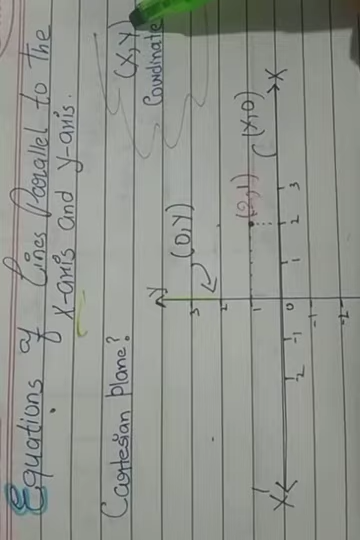 Equations of Lines Parallel to the
X-axis and Y-axis.
Cartesian plane?
(X,Y)
Coordinate
Y
3
(0,Y)
2
1
(2,1)
(X,0)
X'
-2
-1
0
1
2
3
X
-1
-2